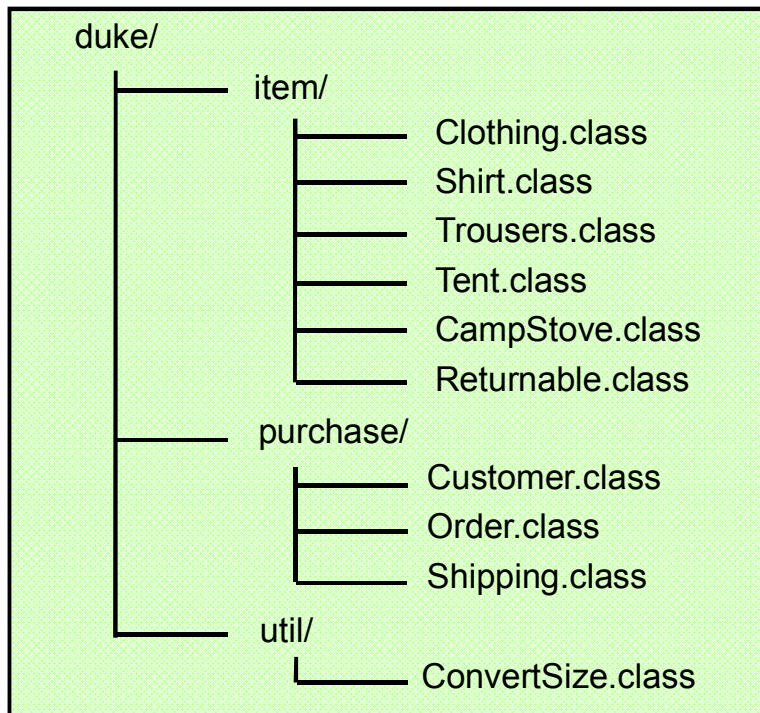 duke/
item/
Clothing.class
Shirt.class
Trousers.class
Tent.class
CampStove.class
Returnable.class
purchase/
Customer.class
Order.class
Shipping.class
util/
ConvertSize.class